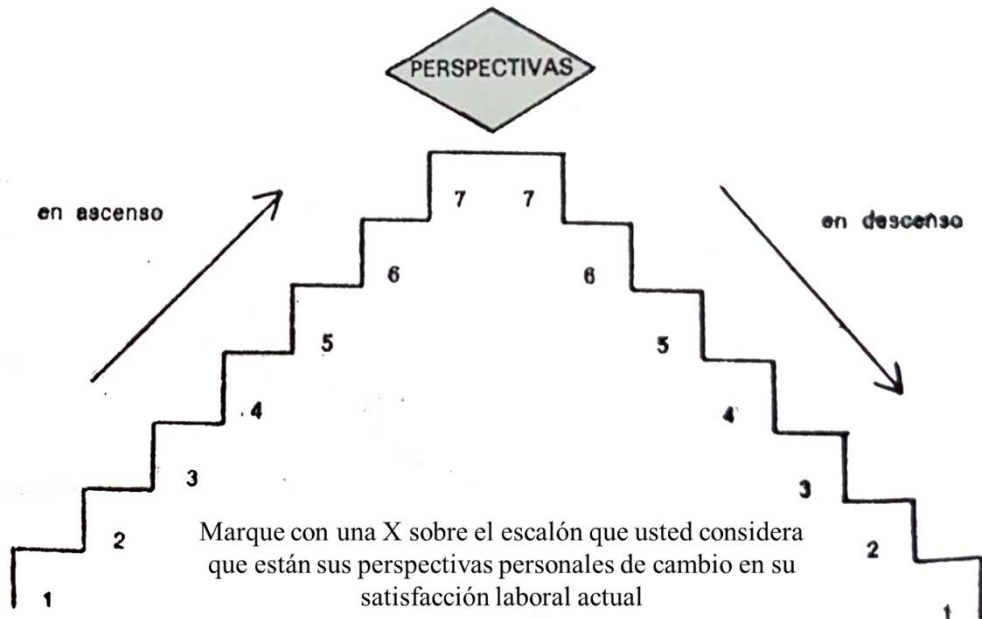 PERSPECTIVAS
7 7
en ascenso
en descenso
6 6
5 5
4 4
3 3
Marque con una X sobre el escalón que usted considera
2 2
que están sus perspectivas personales de cambio en su
satisfacción laboral actual
1 1